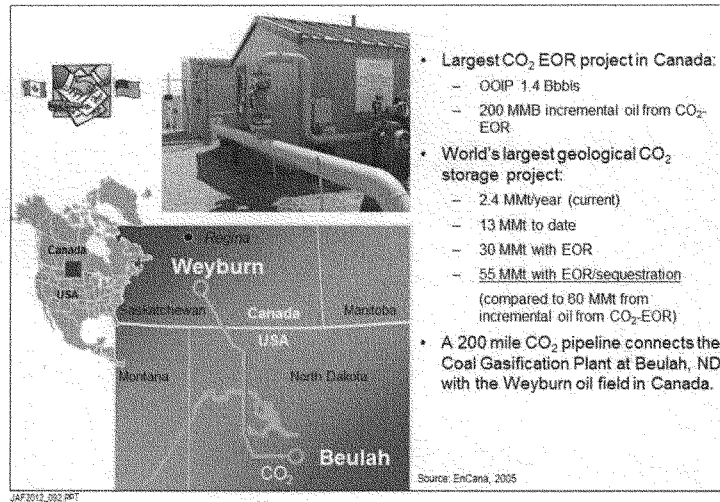 • Largest CO₂ EOR project in Canada:
– OOIP 1.4 Bbbls
– 200 MMB incremental oil from CO₂-
EOR
• World's largest geological CO₂
storage project:
– 2.4 MMt/year (current)
– 13 MMt to date
– 30 MMt with EOR
– 55 MMt with EOR/sequestration
(compared to 60 MMt from
incremental oil from CO₂-EOR)
• A 200 mile CO₂ pipeline connects the
Coal Gasification Plant at Beulah, ND
with the Weyburn oil field in Canada.
Canada
USA
Regina
Weyburn
Saskatchewan
Canada
Manitoba
USA
Montana
North Dakota
Beulah
CO₂
Source: EnCana, 2005
JAF2012_092.PPT